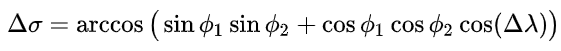 Δσ = arccos ( sin ϕ₁ sin ϕ₂ + cos ϕ₁ cos ϕ₂ cos(Δλ))